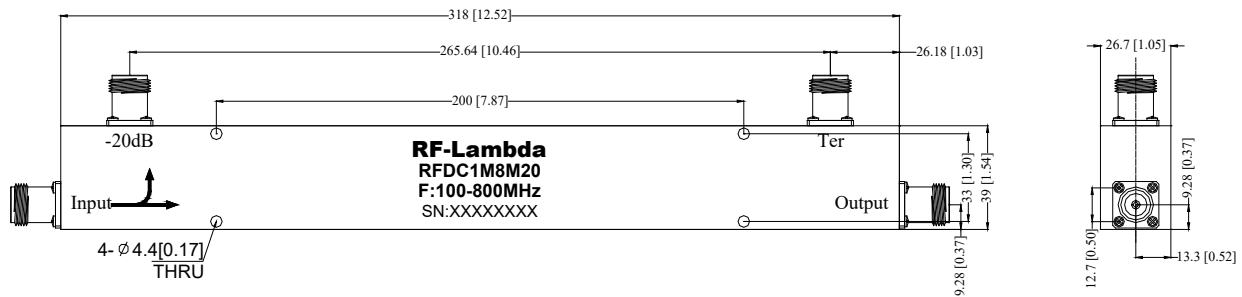 318 [12.52]
265.64 [10.46]
26.18 [1.03]
26.7 [1.05]
200 [7.87]
-20dB
Ter
RF-Lambda
RFDC1M8M20
F:100-800MHz
SN:XXXXXXXX
Input
Output
33 [1.30]
39 [1.54]
9.28 [0.37]
4- Ø 4.4[0.17]
THRU
9.28 [0.37]
12.7 [0.50]
13.3 [0.52]